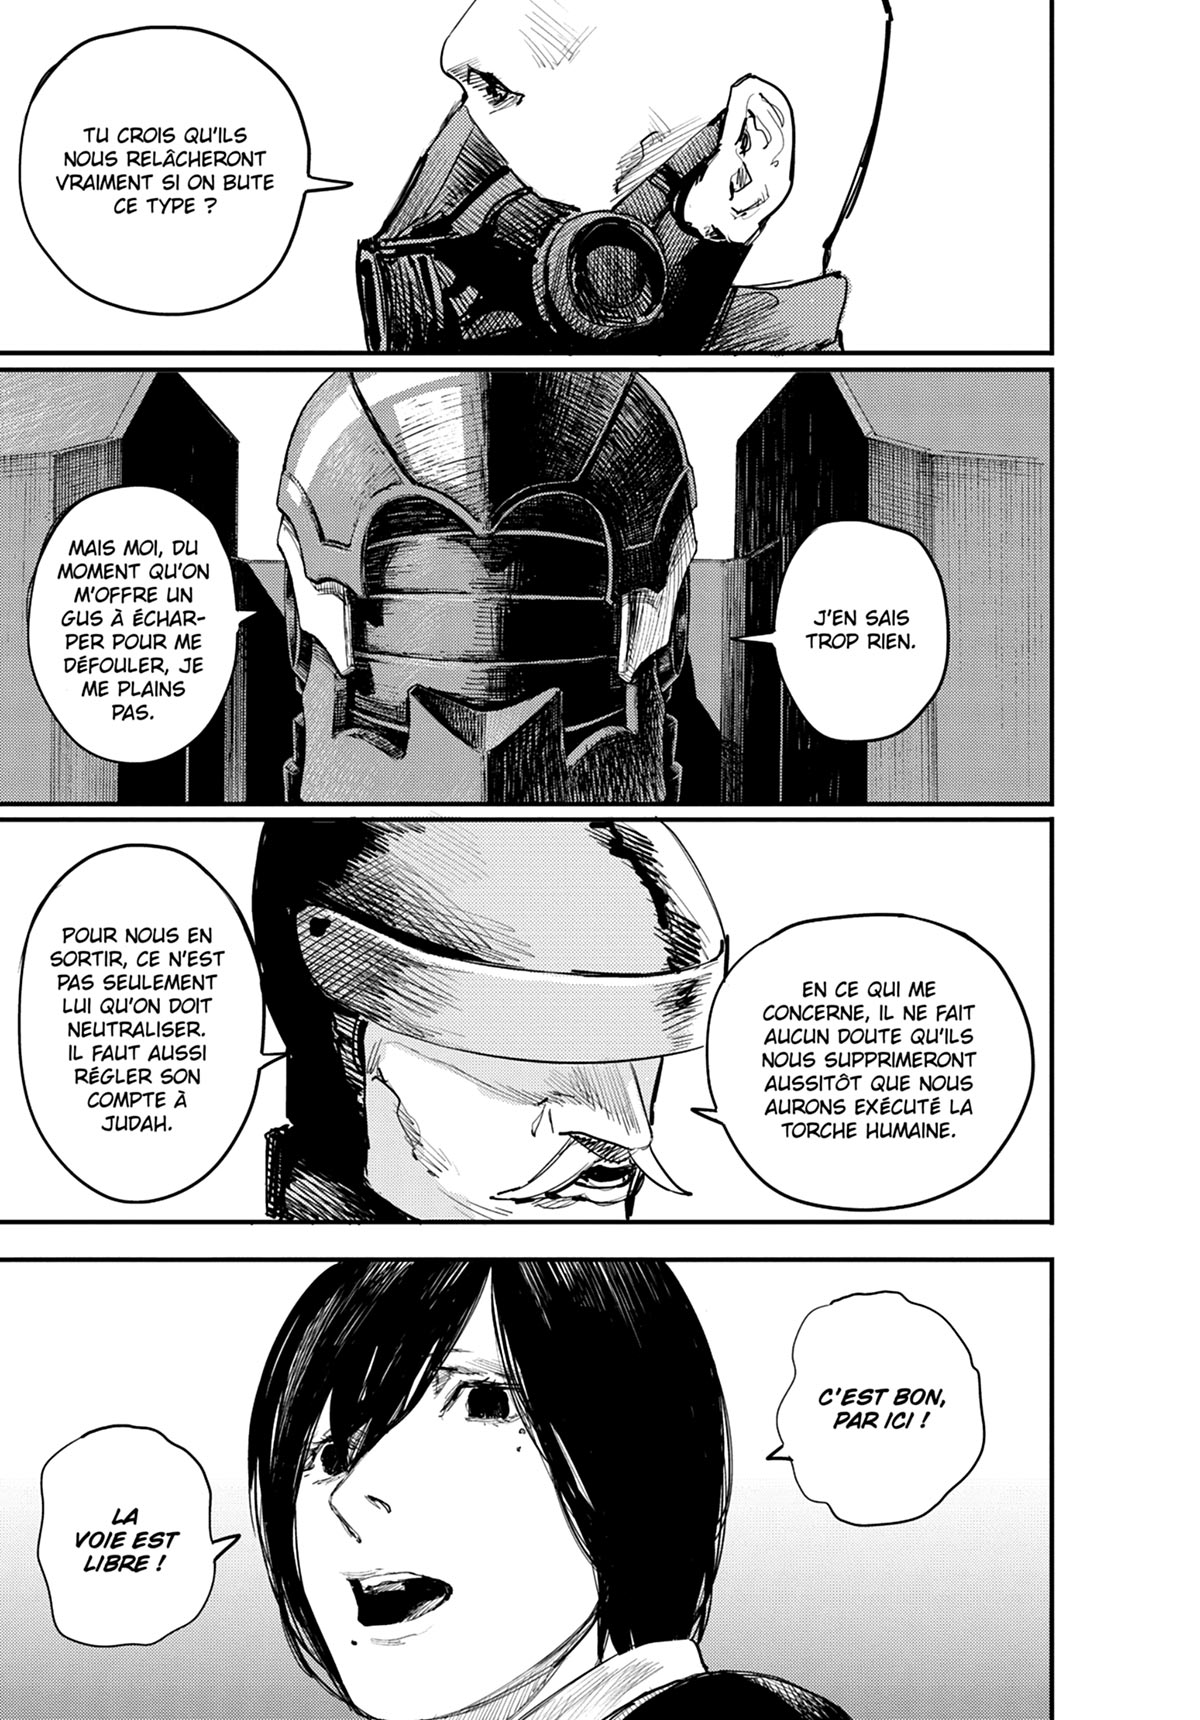 TU CROIS QU'ILS
NOUS RELÂCHERONT
VRAIMENT SI ON BUTE
CE TYPE ?
J'EN SAIS
TROP RIEN.
MAIS MOI, DU
MOMENT QU'ON
M'OFFRE UN
GUS À ÉCHAR-
PER POUR ME
DÉFOULER, JE
ME PLAINS
PAS.
EN CE QUI ME
CONCERNE, IL NE FAIT
AUCUN DOUTE QU'ILS
NOUS SUPPRIMERONT
AUSSITÔT QUE NOUS
AURONS EXÉCUTÉ LA
TORCHE HUMAINE.
POUR NOUS EN
SORTIR, CE N'EST
PAS SEULEMENT
LUI QU'ON DOIT
NEUTRALISER.
IL FAUT AUSSI
RÉGLER SON
COMPTE À
JUDAH.
C'EST BON,
PAR ICI !
LA
VOIE EST
LIBRE !